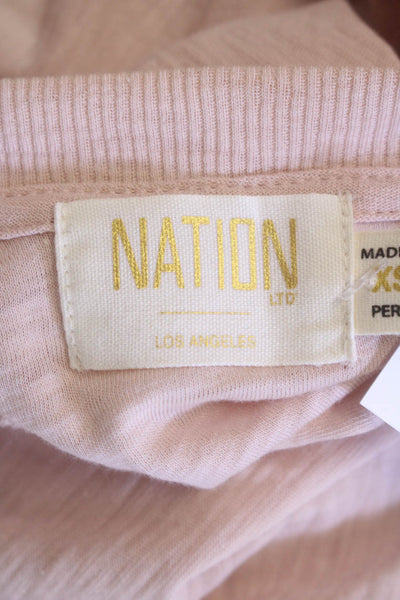 NATION
LTD
LOS ANGELES
MADE
XS
PER